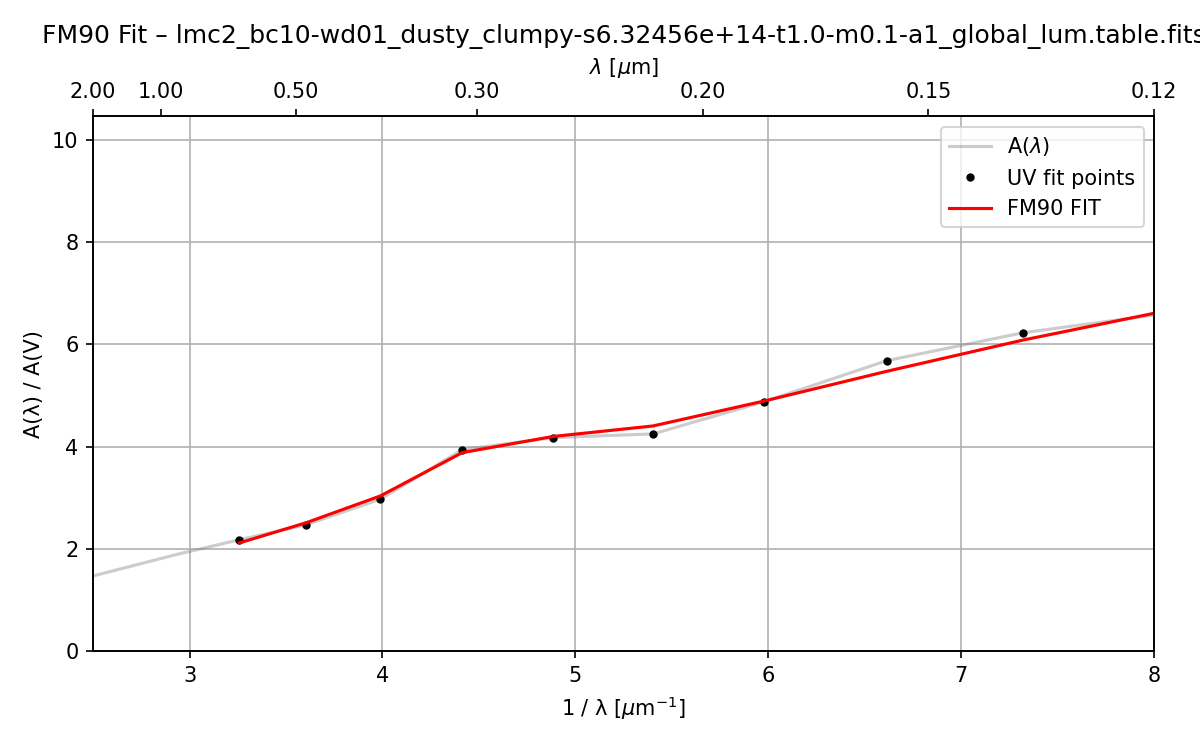 FM90 Fit – lmc2_bc10-wd01_dusty_clumpy-s6.32456e+14-t1.0-m0.1-a1_global_lum.table.fits
λ [μm]
2.00 1.00 0.50 0.30 0.20 0.15 0.12
A(λ)
UV fit points
FM90 FIT
A(λ) / A(V)
10
8
6
4
2
0
3 4 5 6 7 8
1 / λ [μm⁻¹]